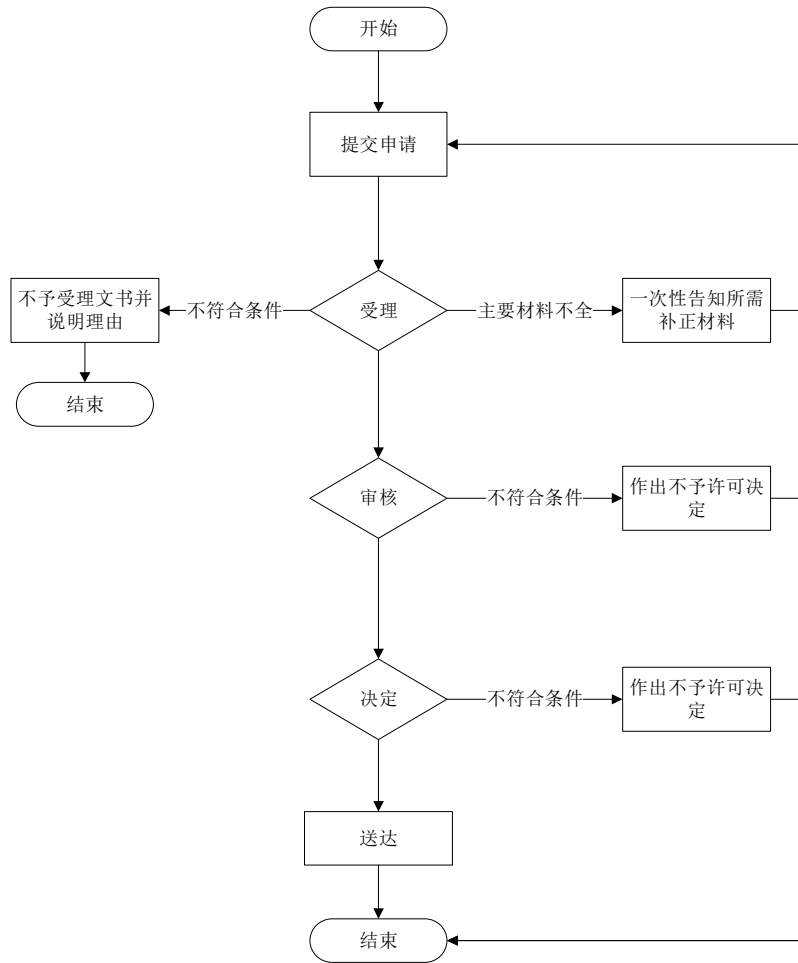 开始
提交申请
不予受理文书并
说明理由
不符合条件
受理
主要材料不全
一次性告知所需
补正材料
结束
审核
不符合条件
作出不予许可决
定
决定
不符合条件
作出不予许可决
定
送达
结束